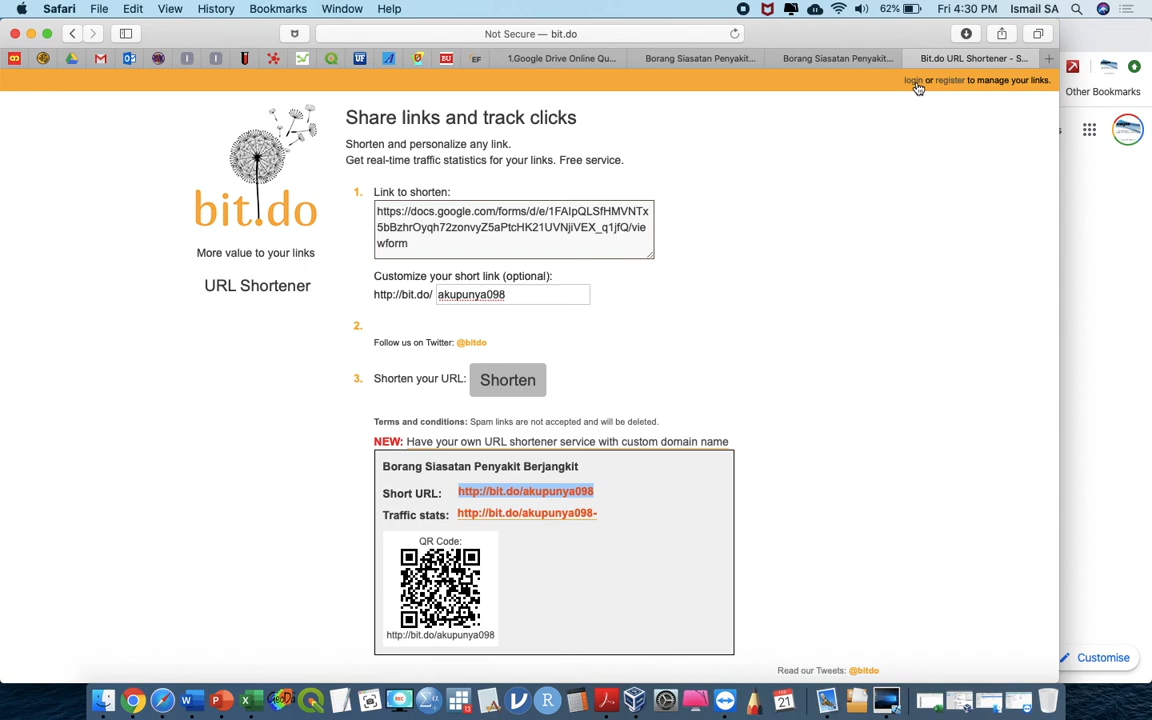 Safari File Edit View History Bookmarks Window Help 62% Fri 4:30 PM Ismail SA
Not Secure — bit.do
UF EU EF 1.Google Drive Online Qu... Borang Siasatan Penyakit... Borang Siasatan Penyakit... Bit.do URL Shortener - S...
login or register to manage your links.
Other Bookmarks
Share links and track clicks
Shorten and personalize any link.
Get real-time traffic statistics for your links. Free service.
bit.do
More value to your links
URL Shortener
1. Link to shorten:
https://docs.google.com/forms/d/e/1FAIpQLSfHMVNTx
5bBzhrOyqh72zonvyZ5aPtcHK21UVNjiVEX_q1jfQ/vie
wform
Customize your short link (optional):
http://bit.do/ akupunya098
2.
Follow us on Twitter: @bitdo
3. Shorten your URL: Shorten
Terms and conditions: Spam links are not accepted and will be deleted.
NEW: Have your own URL shortener service with custom domain name
Borang Siasatan Penyakit Berjangkit
Short URL: http://bit.do/akupunya098
Traffic stats: http://bit.do/akupunya098-
QR Code:
http://bit.do/akupunya098
Customise
Read our Tweets: @bitdo